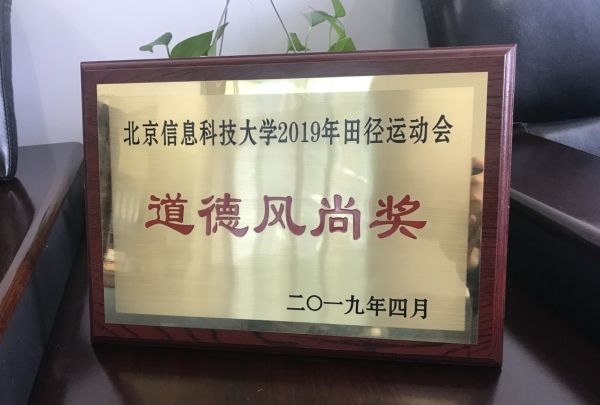 北京信息科技大学2019年田径运动会
道德风尚奖
二〇一九年四月